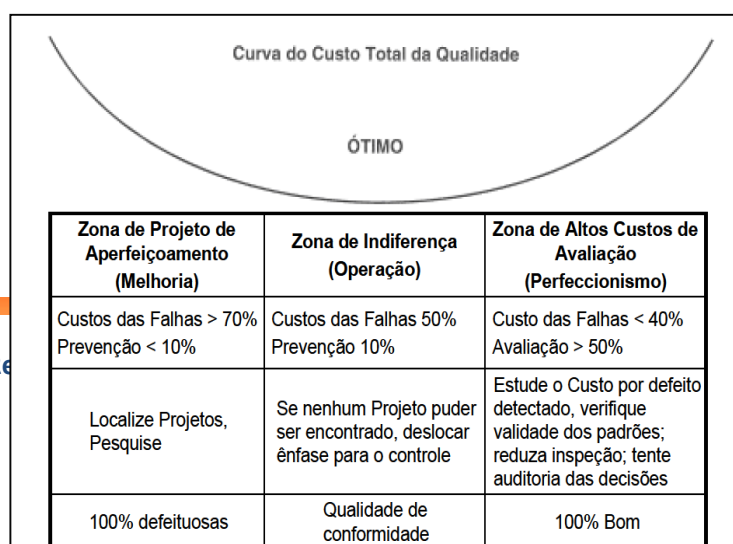 Curva do Custo Total da Qualidade
ÓTIMO
Zona de Projeto de
Aperfeiçoamento
(Melhoria)
Zona de Indiferença
(Operação)
Zona de Altos Custos de
Avaliação
(Perfeccionismo)
Custos das Falhas > 70%
Prevenção < 10%
Custos das Falhas 50%
Prevenção 10%
Custo das Falhas < 40%
Avaliação > 50%
Localize Projetos,
Pesquise
Se nenhum Projeto puder
ser encontrado, deslocar
ênfase para o controle
Estude o Custo por defeito
detectado, verifique
validade dos padrões;
reduza inspeção; tente
auditoria das decisões
100% defeituosas
Qualidade de
conformidade
100% Bom